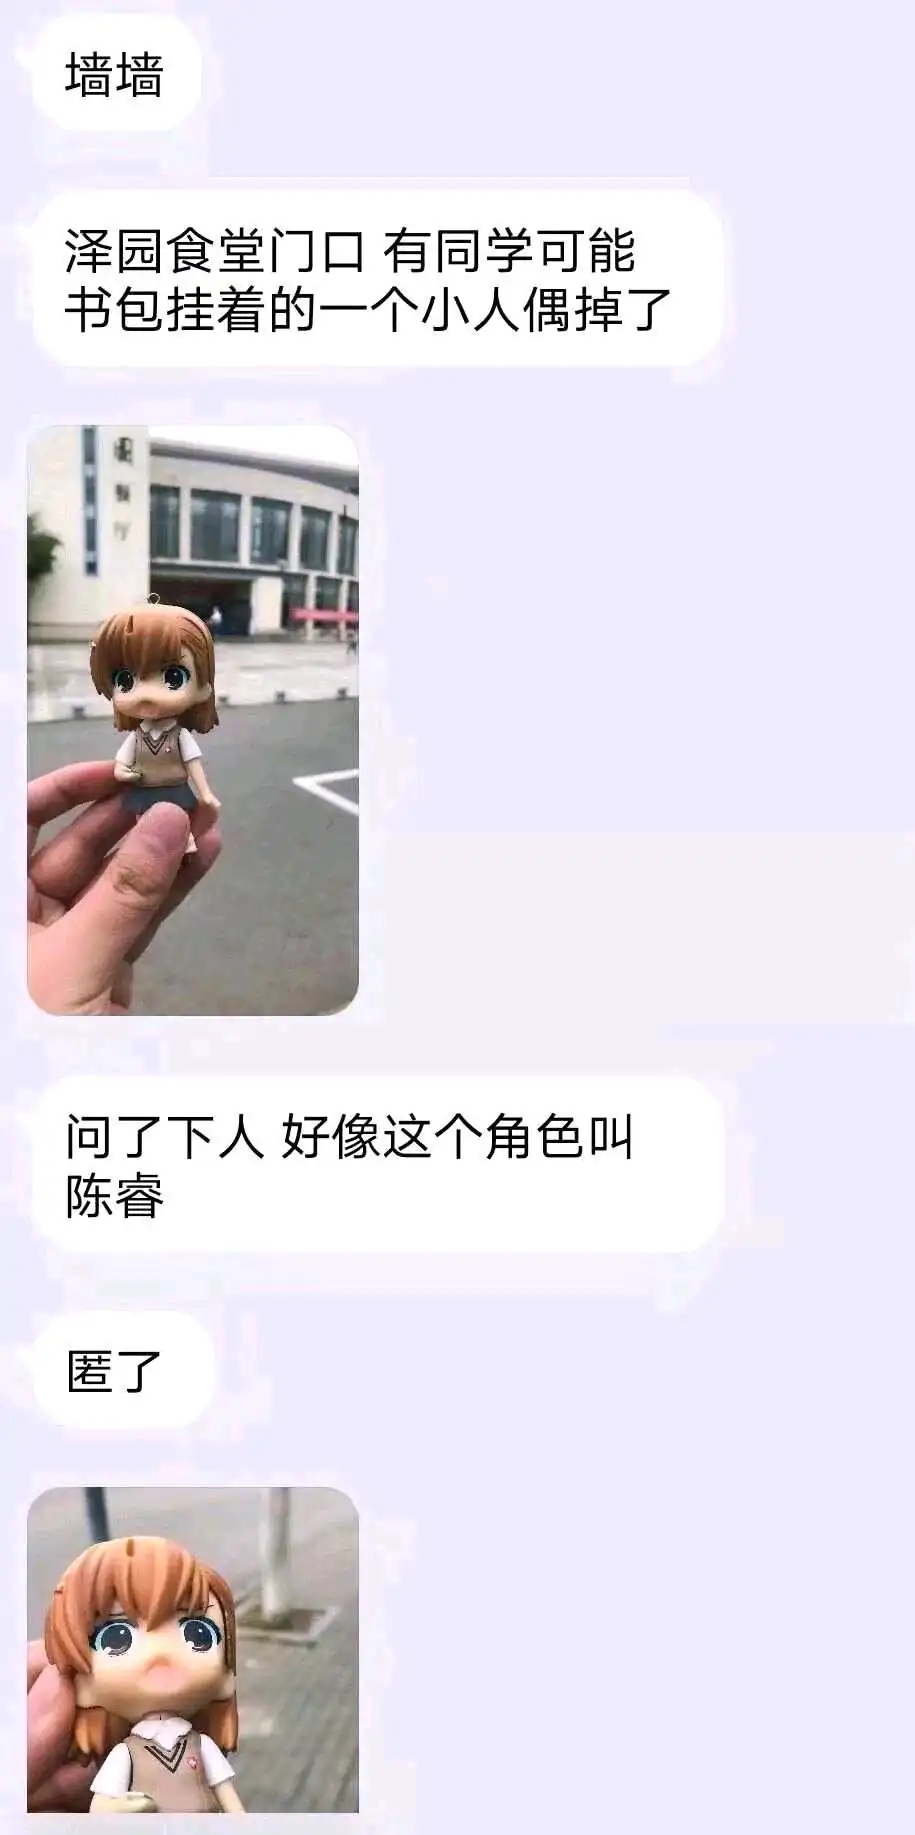 墙墙
泽园食堂门口 有同学可能
书包挂着的一个小人偶掉了
问了下人 好像这个角色叫
陈睿
匿了